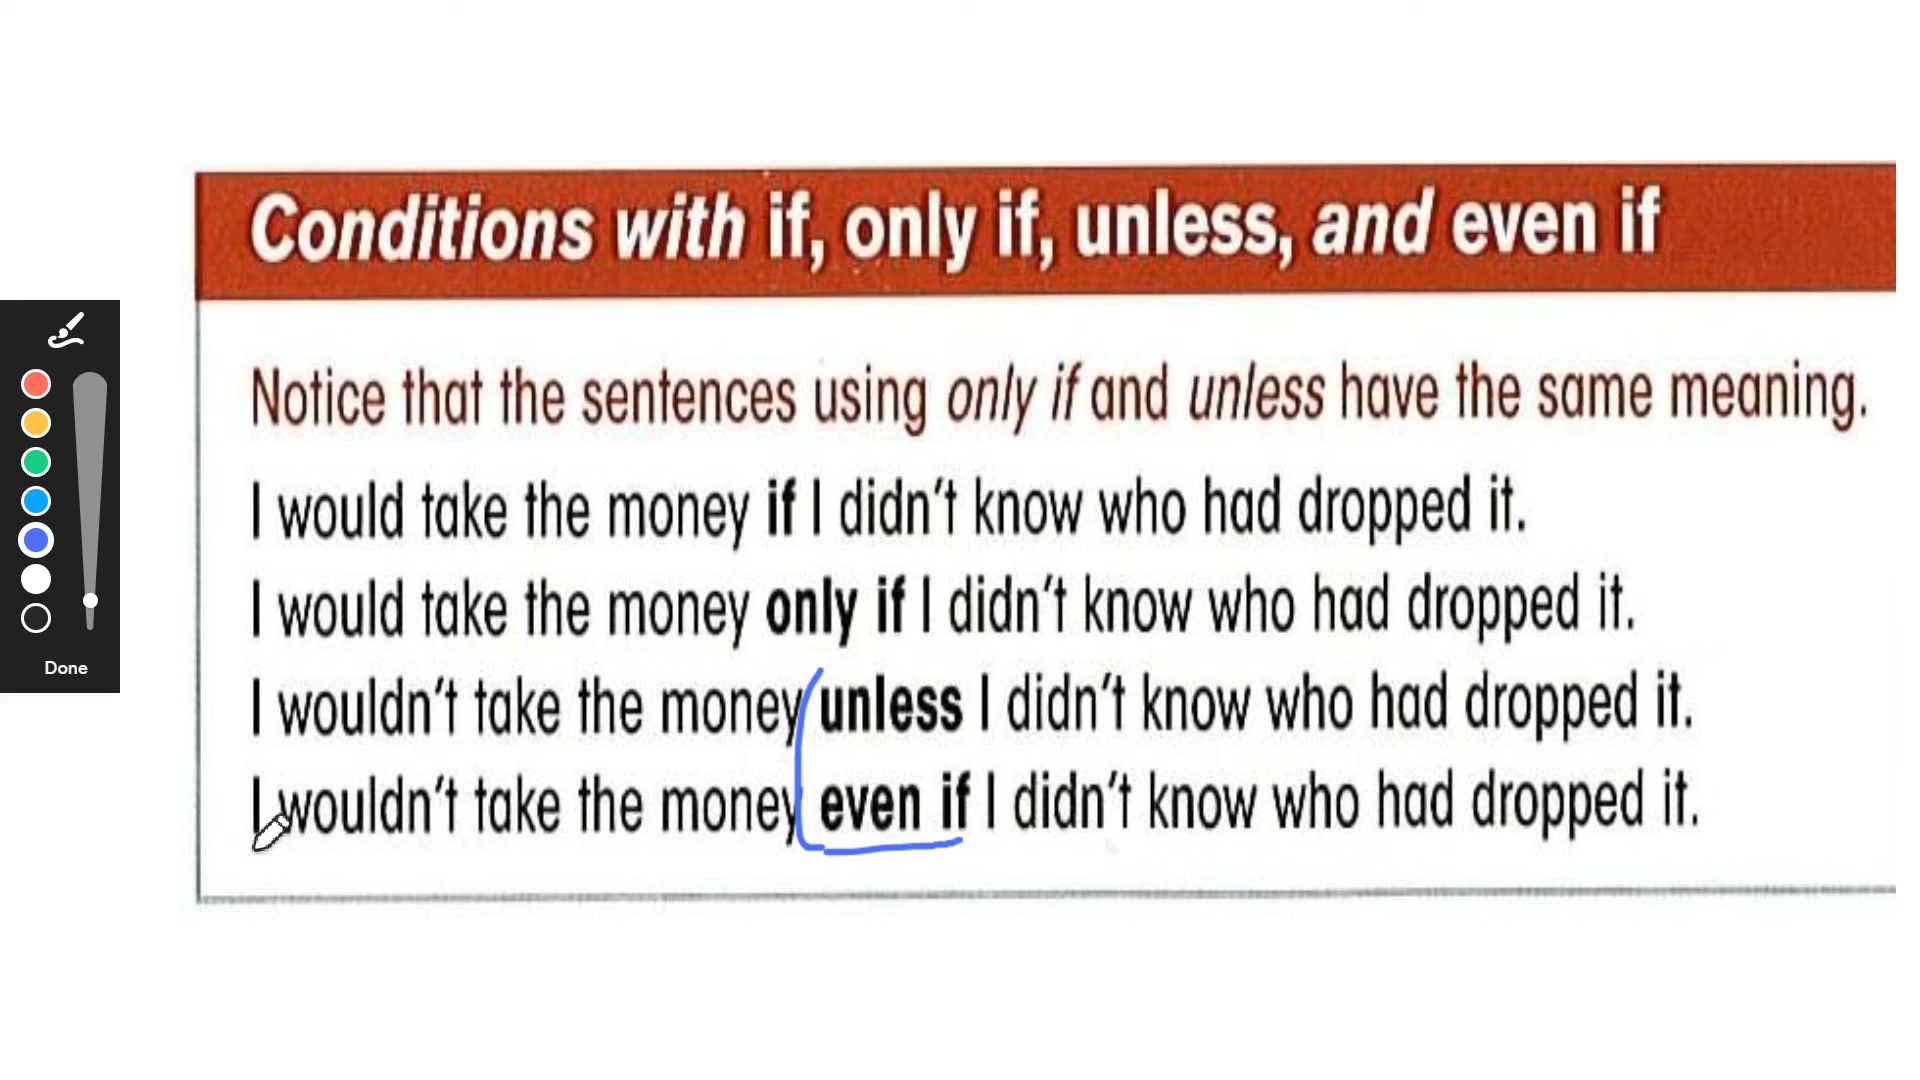 Conditions with if, only if, unless, and even if
Notice that the sentences using only if and unless have the same meaning.
I would take the money if I didn't know who had dropped it.
I would take the money only if I didn't know who had dropped it.
I wouldn't take the money unless I didn't know who had dropped it.
I wouldn't take the money even if I didn't know who had dropped it.
Done